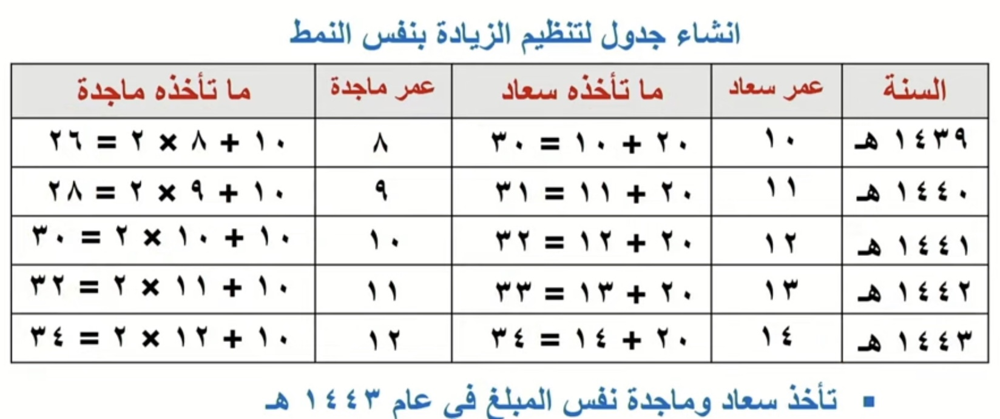 انشاء جدول لتنظيم الزيادة بنفس النمط
السنة عمر سعاد ما تأخذه سعاد عمر ماجدة ما تأخذه ماجدة
١٤٣٩ هـ ١٠ ٢٠ + ١٠ = ٣٠ ٨ ١٠ + ٨ × ٢ = ٢٦
١٤٤٠ هـ ١١ ٢٠ + ١١ = ٣١ ٩ ١٠ + ٩ × ٢ = ٢٨
١٤٤١ هـ ١٢ ٢٠ + ١٢ = ٣٢ ١٠ ١٠ + ١٠ × ٢ = ٣٠
١٤٤٢ هـ ١٣ ٢٠ + ١٣ = ٣٣ ١١ ١٠ + ١١ × ٢ = ٣٢
١٤٤٣ هـ ١٤ ٢٠ + ١٤ = ٣٤ ١٢ ١٠ + ١٢ × ٢ = ٣٤
▪ تأخذ سعاد وماجدة نفس المبلغ في عام ١٤٤٣ هـ